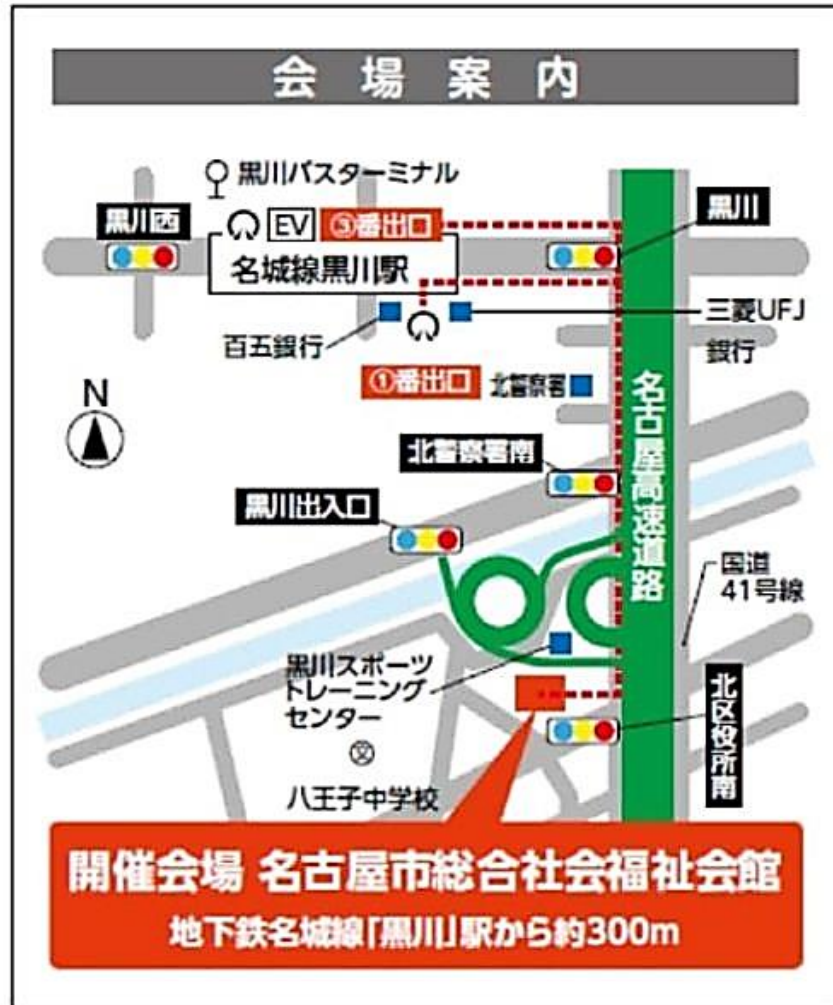 会場案内
黒川バスターミナル
黒川西
EV
③番出口
黒川
名城線黒川駅
百五銀行
三菱UFJ
銀行
①番出口
北警察署
N
名古屋高速道路
北警察署南
黒川出入口
国道
41号線
黒川スポーツ
トレーニング
センター
北区役所南
文
八王子中学校
開催会場 名古屋市総合社会福祉会館
地下鉄名城線「黒川」駅から約300m